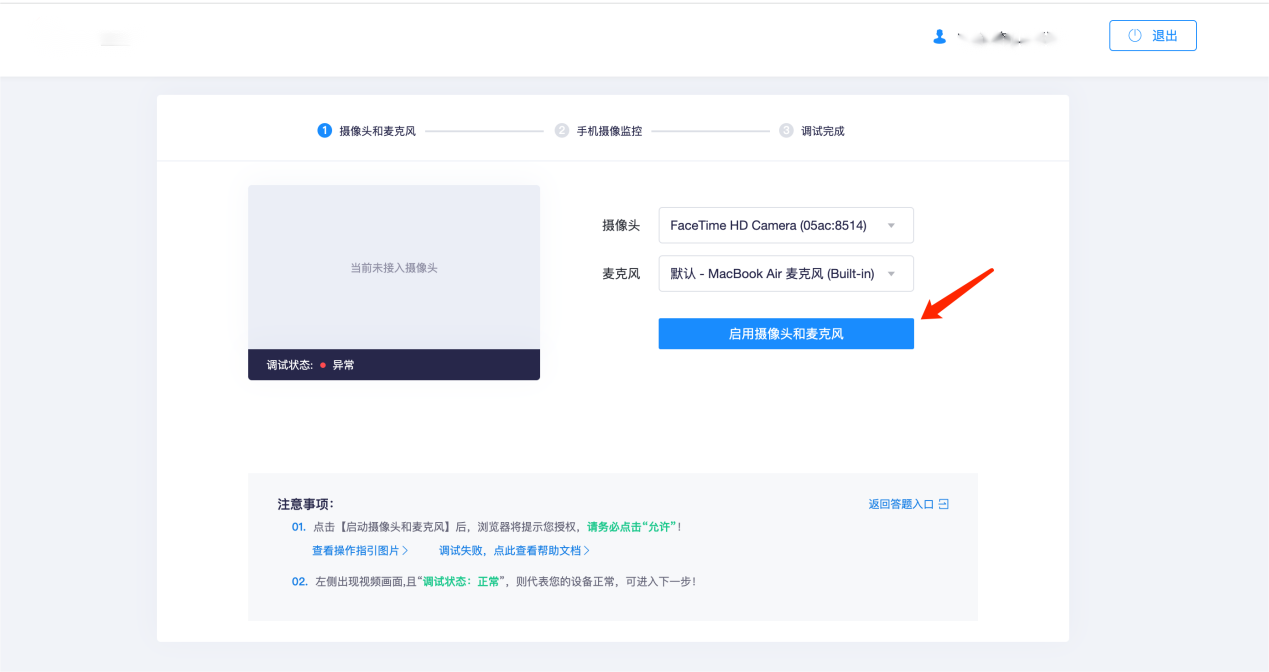 退出
1 摄像头和麦克风 2 手机摄像监控 3 调试完成
当前未接入摄像头
调试状态: 异常
摄像头 FaceTime HD Camera (05ac:8514)
麦克风 默认 - MacBook Air 麦克风 (Built-in)
启用摄像头和麦克风
注意事项: 返回答题入口
01. 点击【启动摄像头和麦克风】后，浏览器将提示您授权，请务必点击“允许”！
查看操作指引图片> 调试失败，点此查看帮助文档>
02. 左侧出现视频画面,且“调试状态：正常”，则代表您的设备正常，可进入下一步！